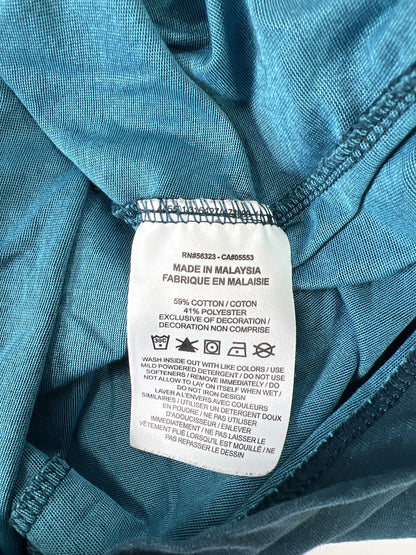 RN#56323 - CA#05553
MADE IN MALAYSIA
FABRIQUE EN MALAISIE
59% COTTON / COTON
41% POLYESTER
EXCLUSIVE OF DECORATION /
DECORATION NON COMPRISE
WASH INSIDE OUT WITH LIKE COLORS / USE
MILD POWDERED DETERGENT / DO NOT USE
SOFTENERS / REMOVE IMMEDIATELY / DO
NOT ALLOW TO LAY ON ITSELF WHEN WET /
DO NOT IRON DESIGN
LAVER A L'ENVERS AVEC COULEURS
SIMILAIRES / UTILISER UN DETERGENT DOUX
EN POUDRE / NE PAS UTILISER
D'ADOUCISSEUR / ENLEVER
IMMEDIATEMENT / NE PAS LAISSER LE
VÊTEMENT PLIÉ LORSQU'IL EST MOUILLÉ / NE
PAS REPASSER LE DESSIN